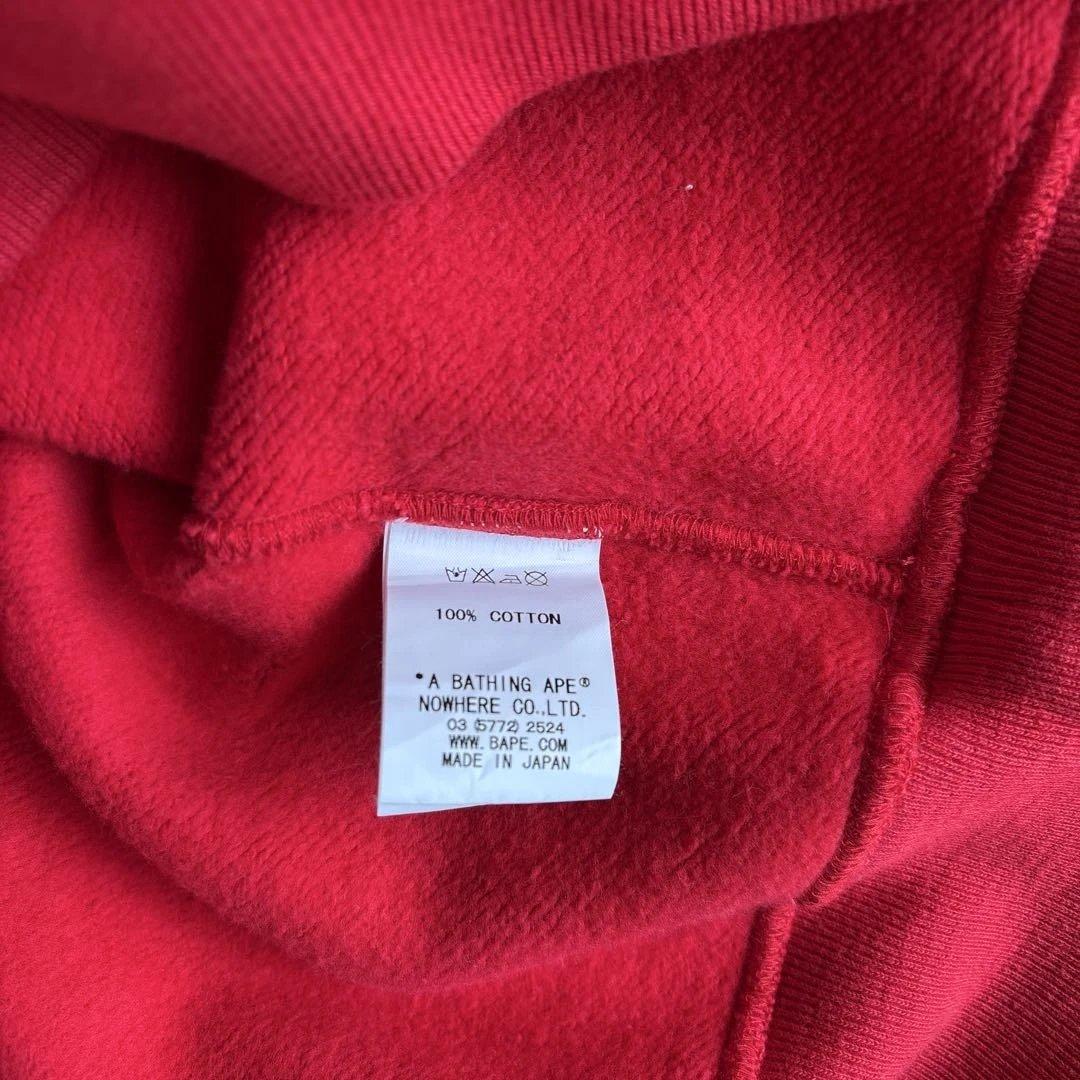 100% COTTON
*A BATHING APE®
NOWHERE CO.,LTD.
03 (5772) 2524
WWW.BAPE.COM
MADE IN JAPAN